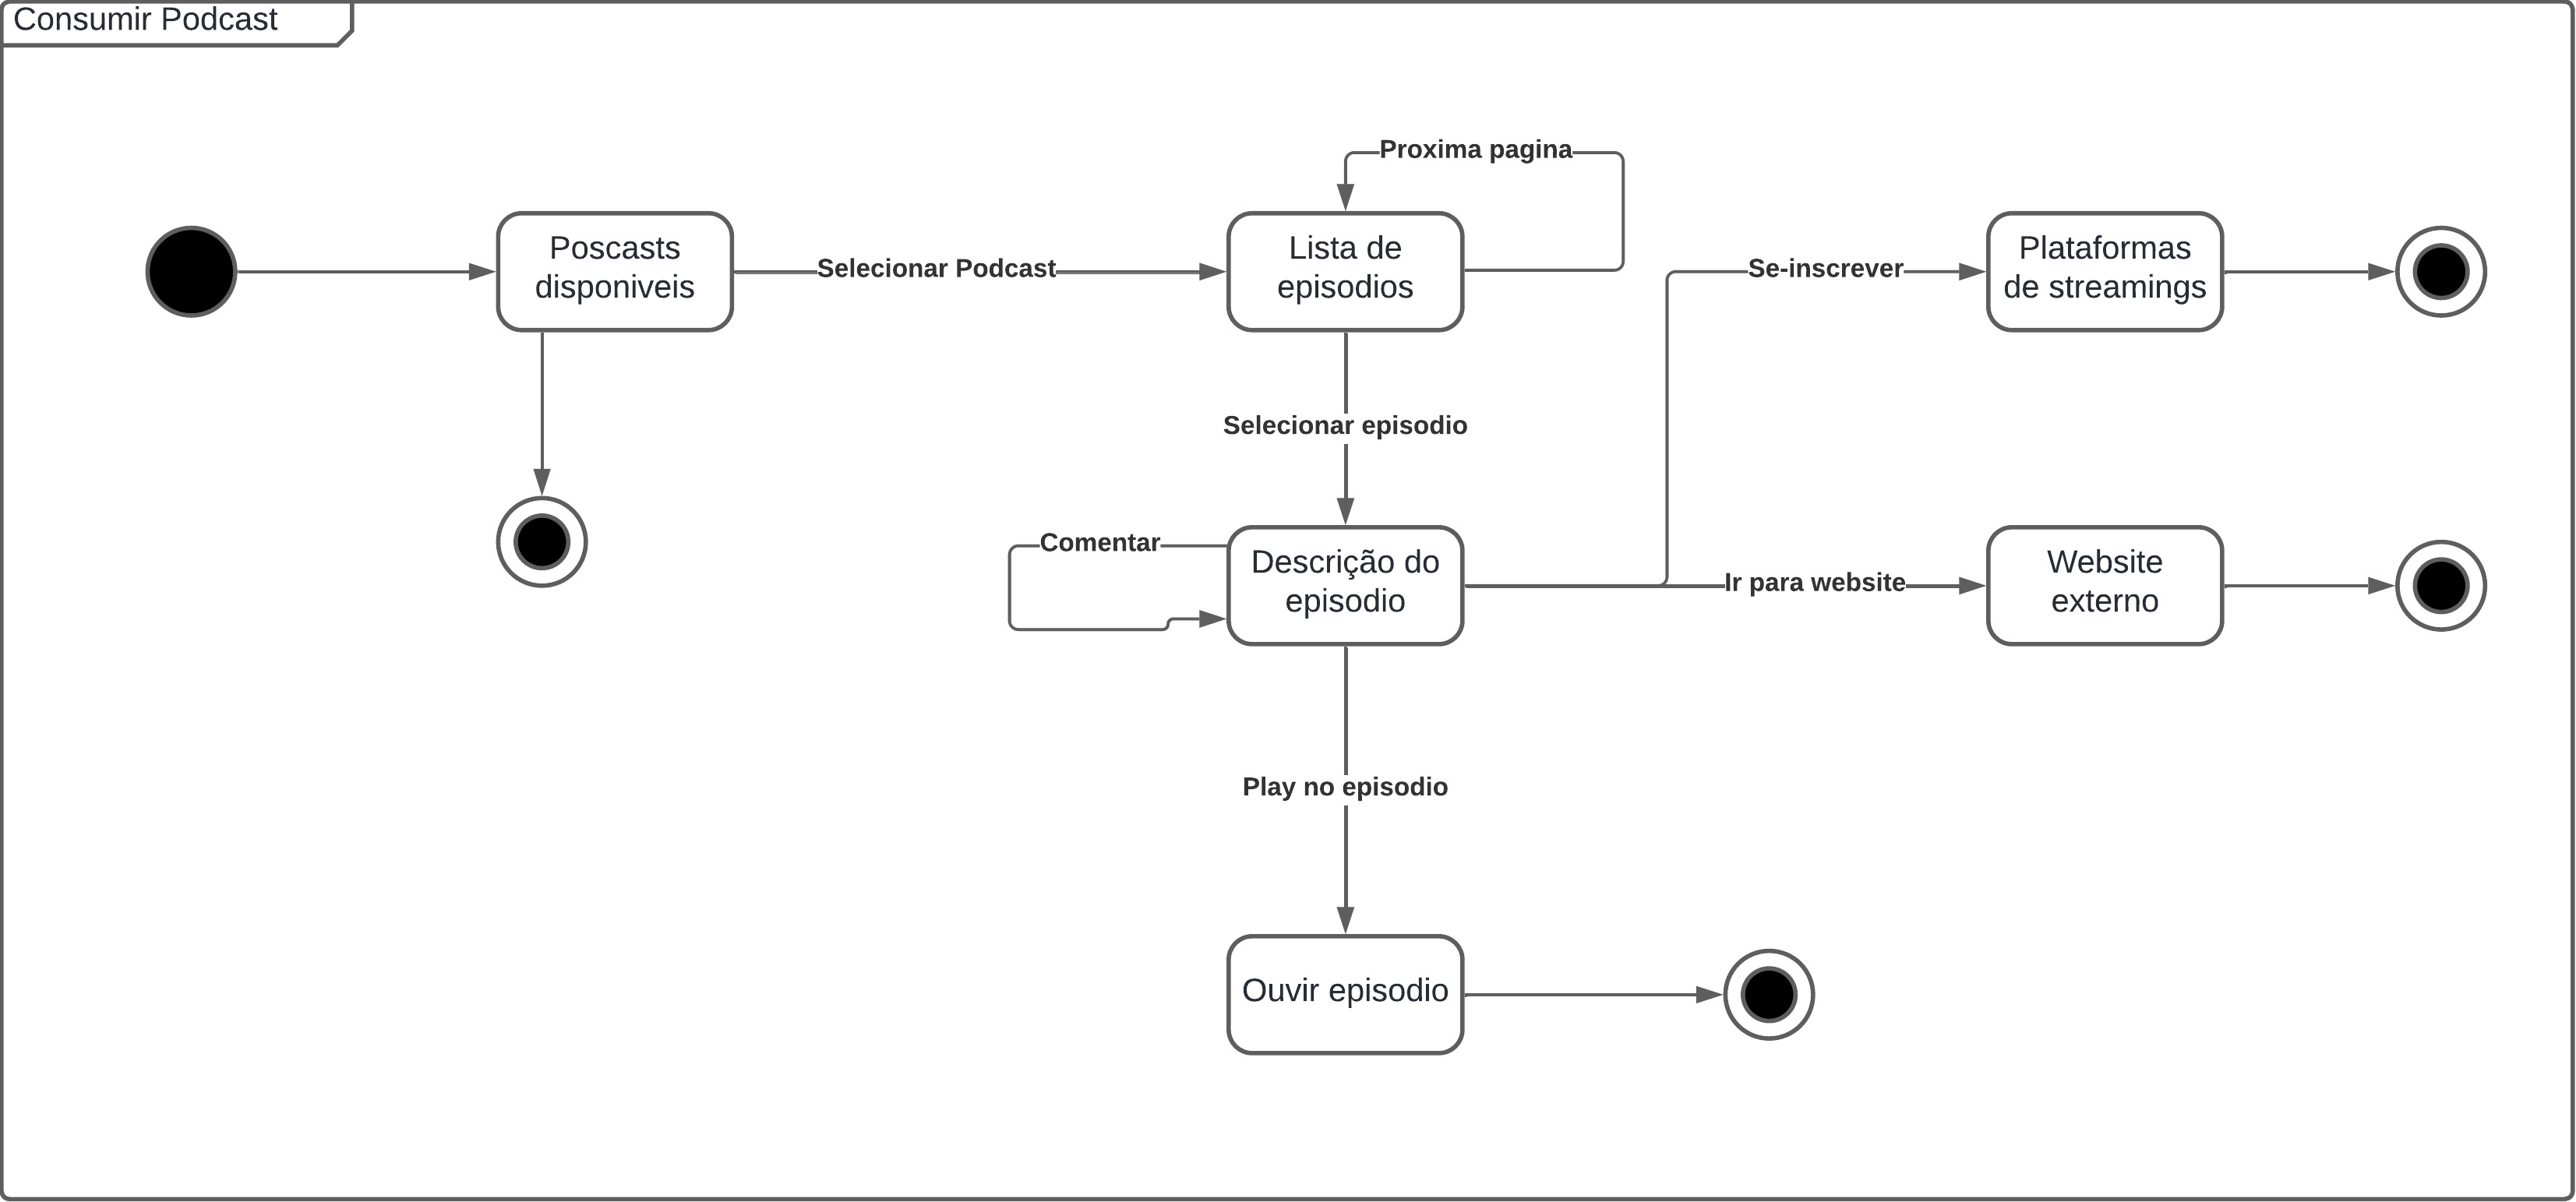 Consumir Podcast
Proxima pagina
Poscasts
disponiveis
Selecionar Podcast
Lista de
episodios
Se-inscrever
Plataformas
de streamings
Selecionar episodio
Comentar
Descrição do
episodio
Ir para website
Website
externo
Play no episodio
Ouvir episodio